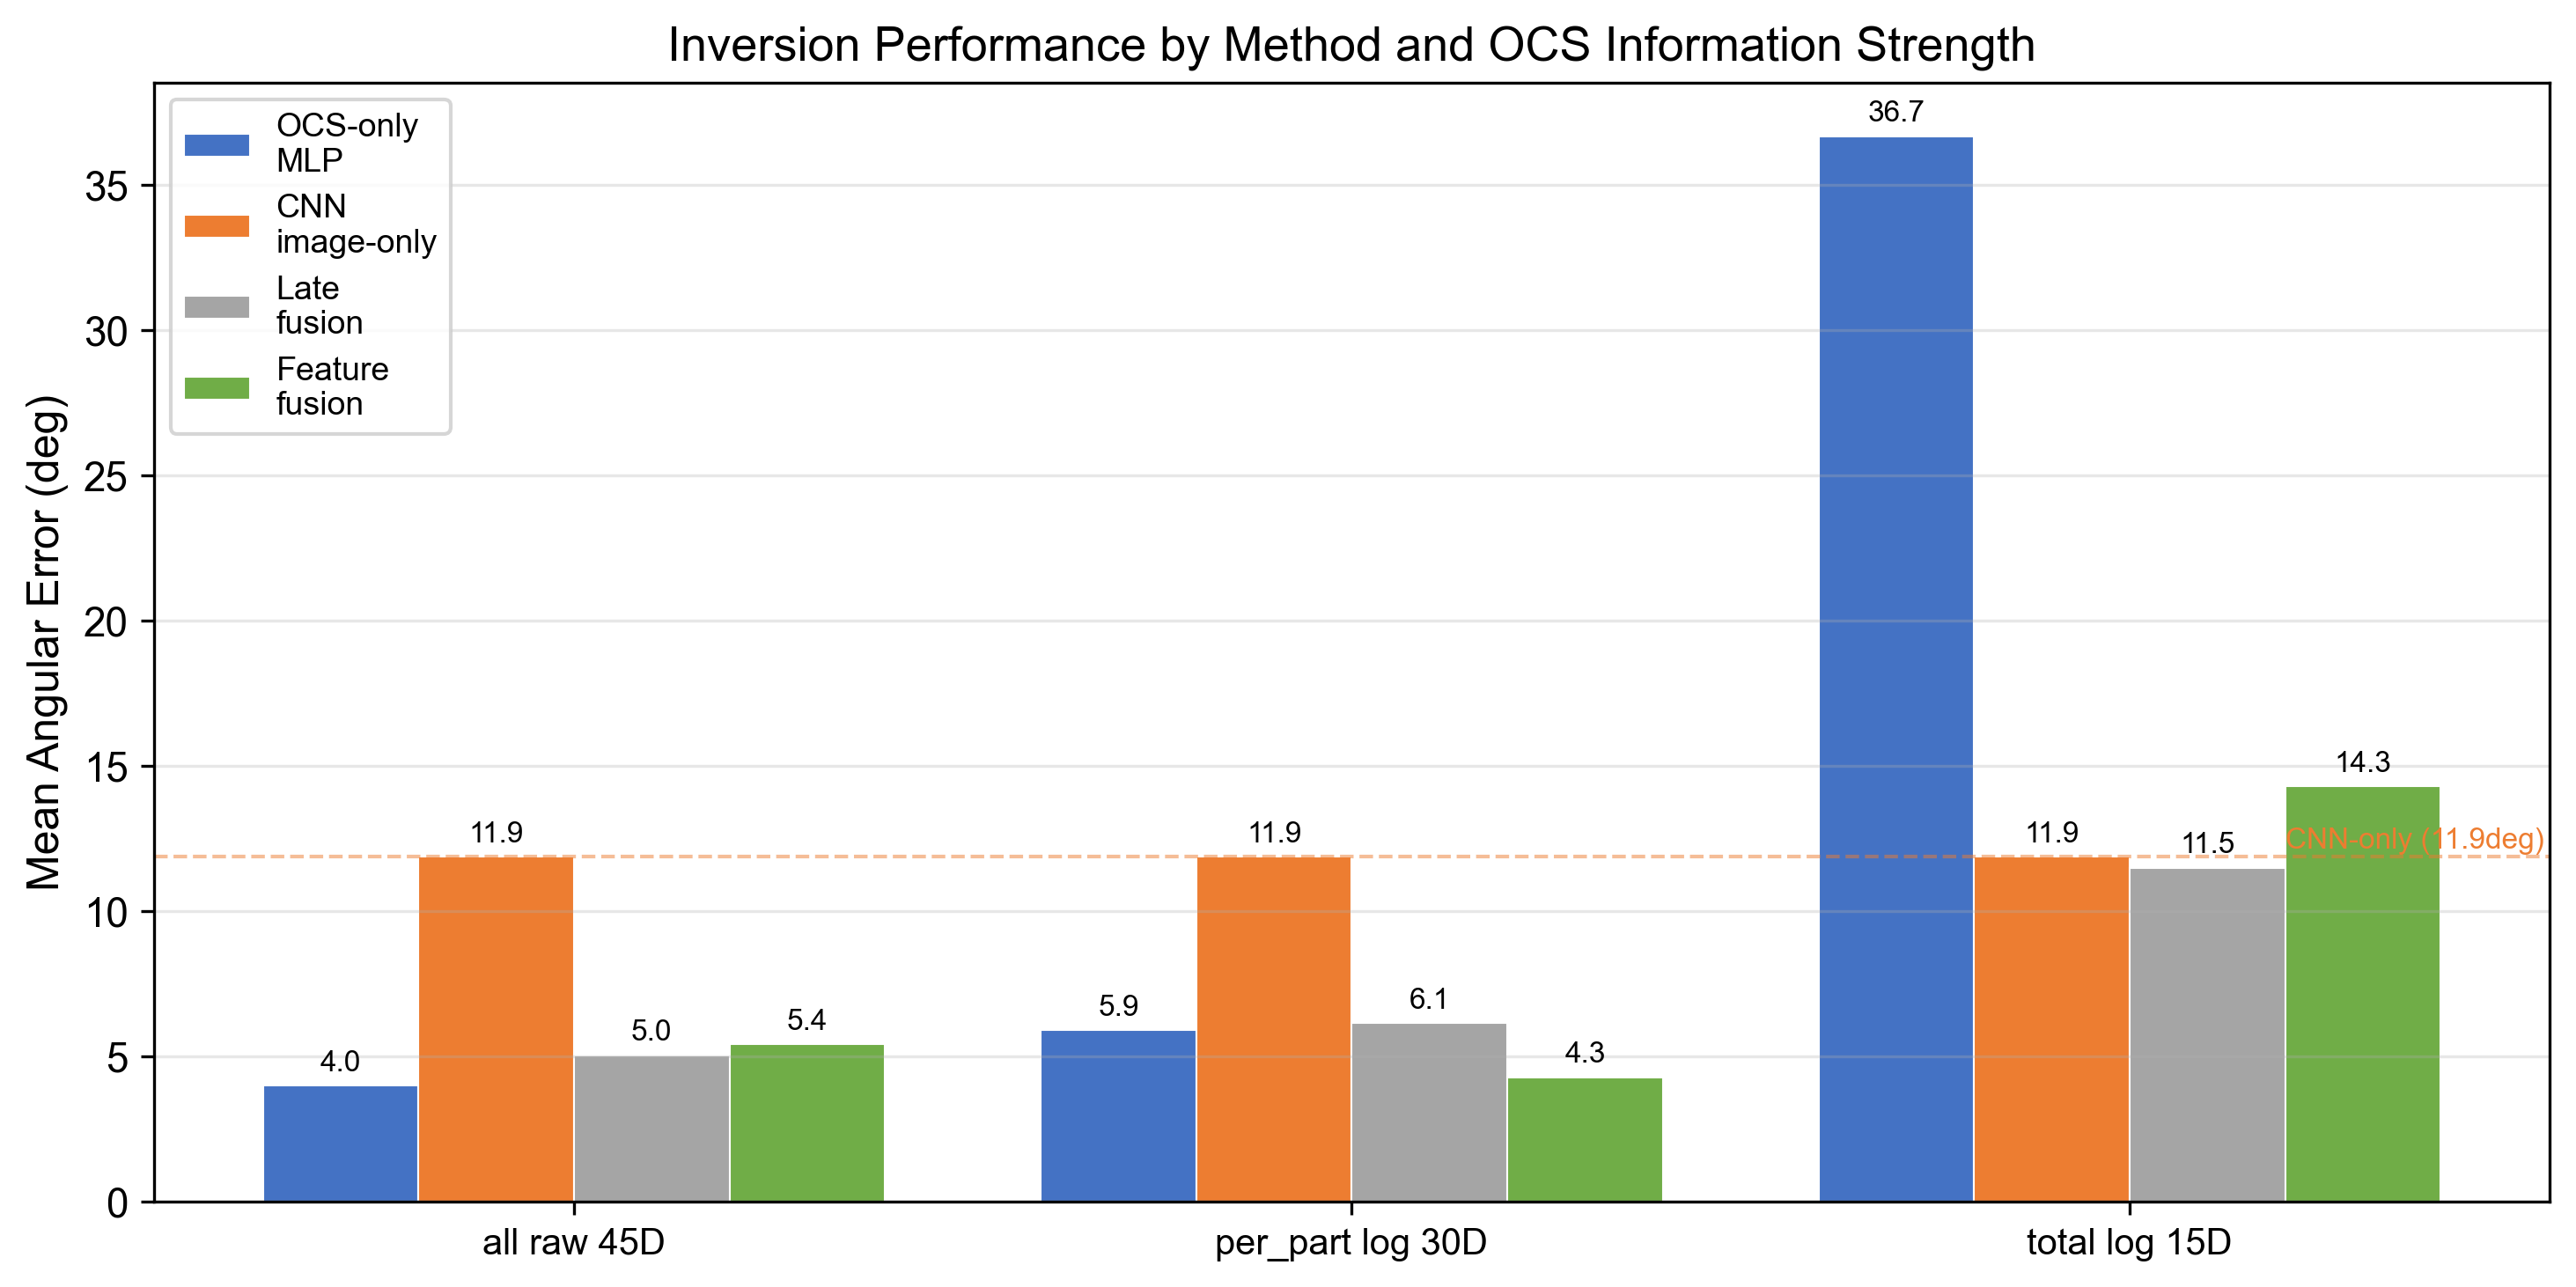 Inversion Performance by Method and OCS Information Strength
Mean Angular Error (deg)
35
30
25
20
15
10
5
0
OCS-only
MLP
CNN
image-only
Late
fusion
Feature
fusion
4.0
11.9
5.0
5.4
5.9
11.9
6.1
4.3
36.7
11.9
11.5
14.3
CNN-only (11.9deg)
all raw 45D
per_part log 30D
total log 15D